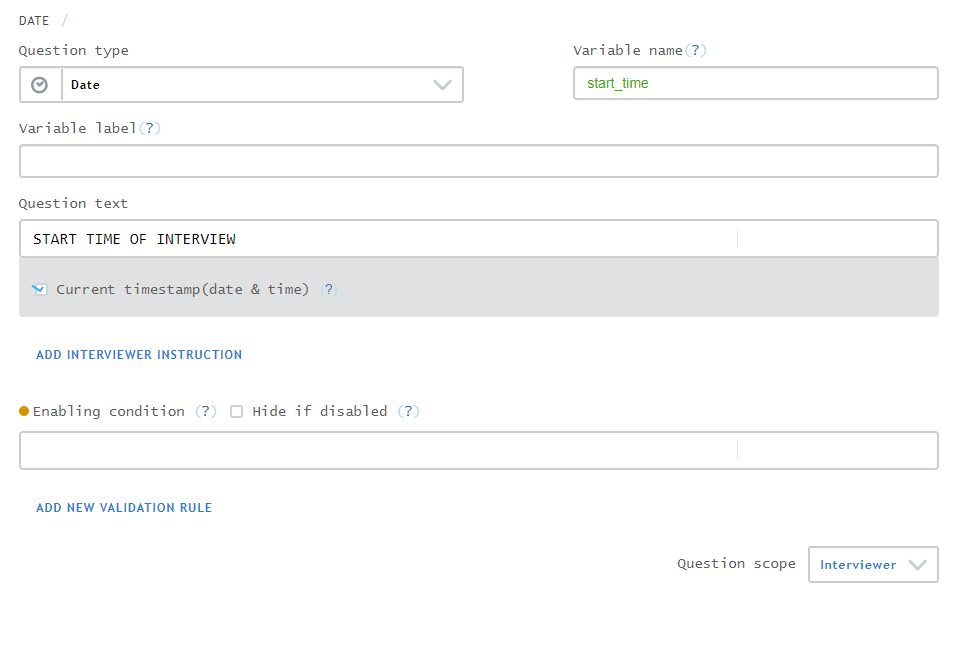 DATE /
Question type
Variable name(?)
Date
start_time
Variable label(?)
Question text
START TIME OF INTERVIEW
Current timestamp(date & time) (?)
ADD INTERVIEWER INSTRUCTION
Enabling condition (?) Hide if disabled (?)
ADD NEW VALIDATION RULE
Question scope Interviewer